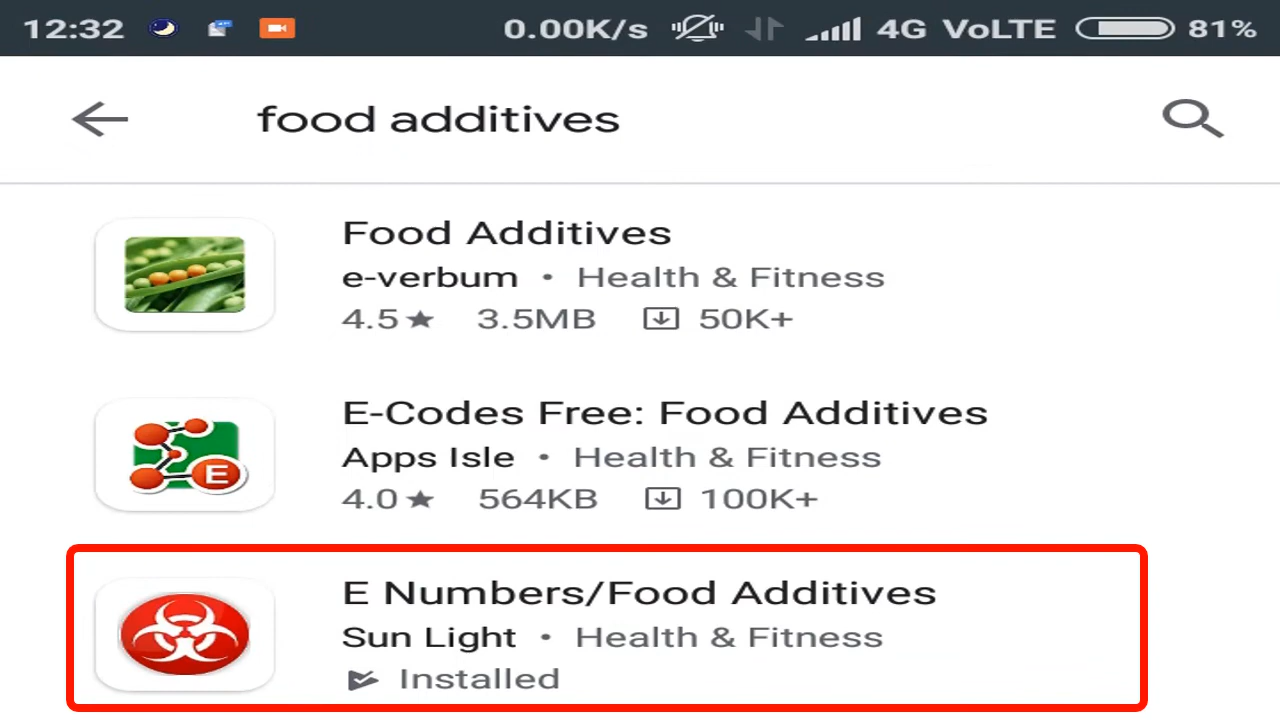 12:32 0.00K/s 4G VoLTE 81%
food additives
Food Additives
e-verbum • Health & Fitness
4.5★ 3.5MB 50K+
E-Codes Free: Food Additives
Apps Isle • Health & Fitness
4.0★ 564KB 100K+
E
E Numbers/Food Additives
Sun Light • Health & Fitness
Installed